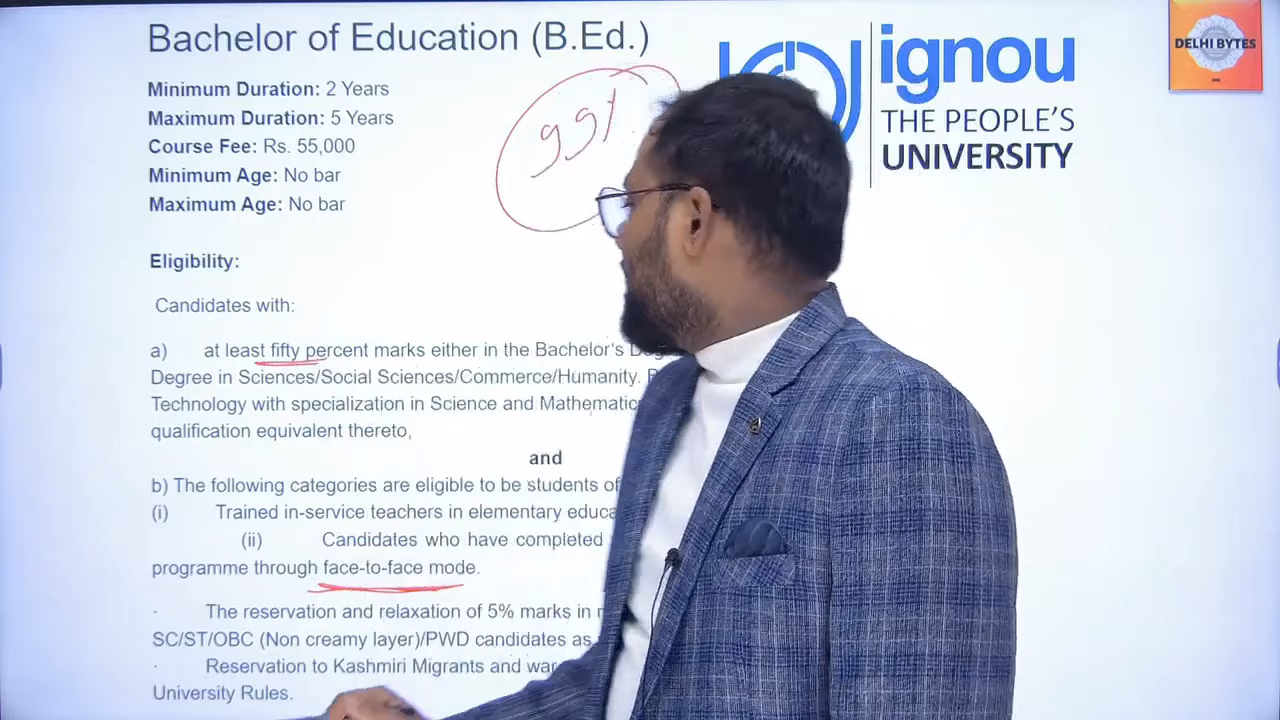 Bachelor of Education (B.Ed.)
Minimum Duration: 2 Years
Maximum Duration: 5 Years
Course Fee: Rs. 55,000
Minimum Age: No bar
Maximum Age: No bar
99%
ignou
THE PEOPLE'S
UNIVERSITY
DELHI BYTES
Eligibility:
Candidates with:
a) at least fifty percent marks either in the Bachelor's
Degree in Sciences/Social Sciences/Commerce/Humanity.
Technology with specialization in Science and
qualification equivalent thereto,
and
b) The following categories are eligible to be students of
(i) Trained in-service teachers in elementary
(ii) Candidates who have completed
programme through face-to-face mode.
· The reservation and relaxation of 5% marks in
SC/ST/OBC (Non creamy layer)/PWD candidates as
· Reservation to Kashmiri Migrants and
University Rules.